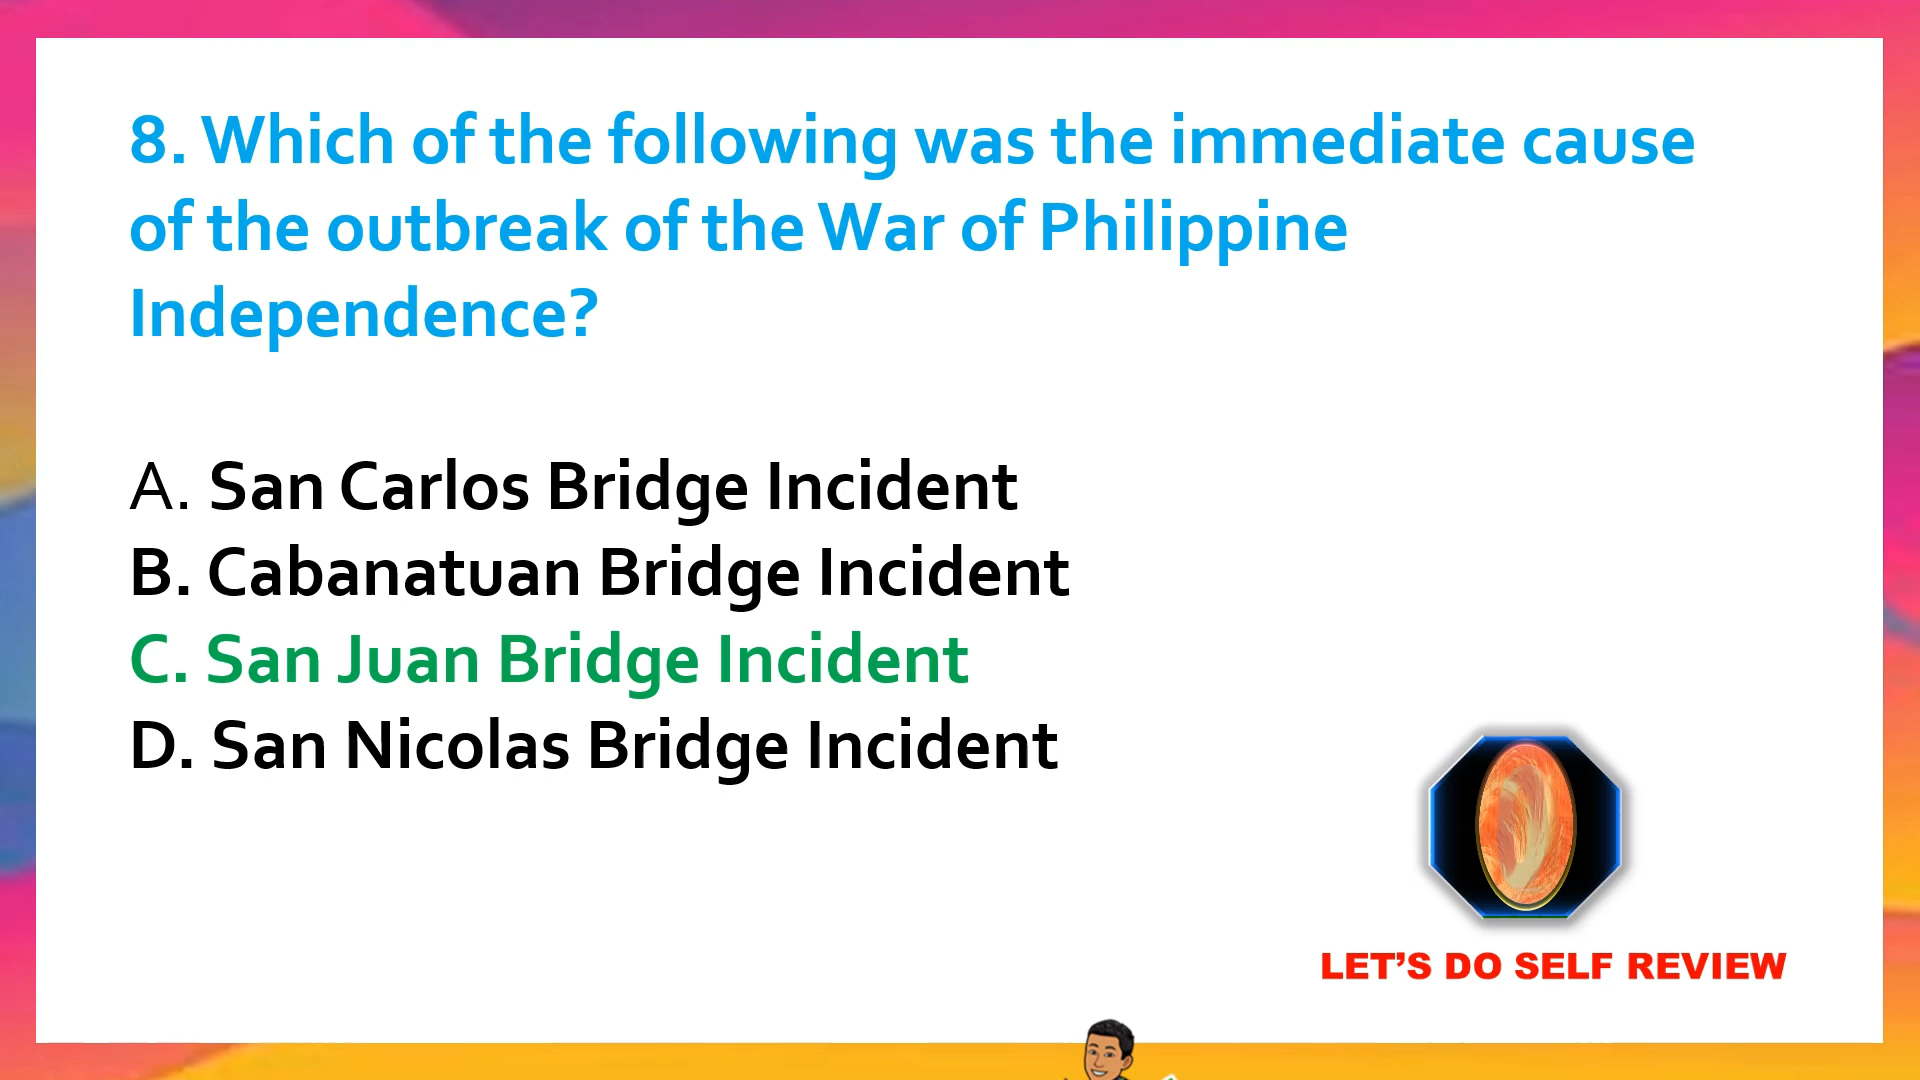 8. Which of the following was the immediate cause
of the outbreak of the War of Philippine
Independence?
A. San Carlos Bridge Incident
B. Cabanatuan Bridge Incident
C. San Juan Bridge Incident
D. San Nicolas Bridge Incident
LET’S DO SELF REVIEW